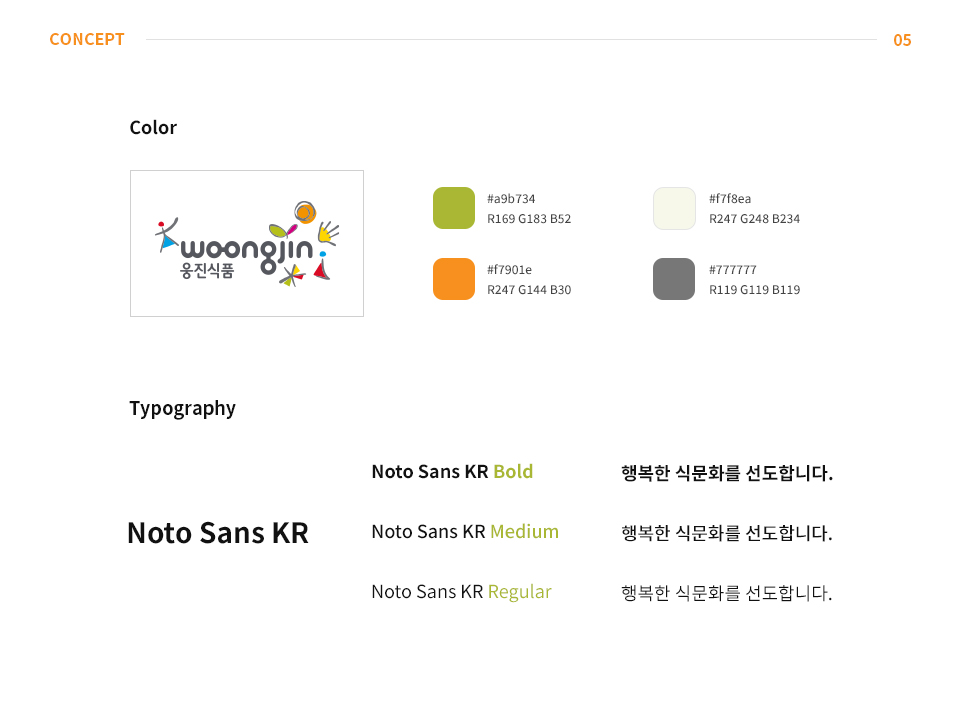 CONCEPT
05
Color
woongjin
웅진식품
#a9b734
R169 G183 B52
#f7f8ea
R247 G248 B234
#f7901e
R247 G144 B30
#777777
R119 G119 B119
Typography
Noto Sans KR
Noto Sans KR Bold
행복한 식문화를 선도합니다.
Noto Sans KR Medium
행복한 식문화를 선도합니다.
Noto Sans KR Regular
행복한 식문화를 선도합니다.